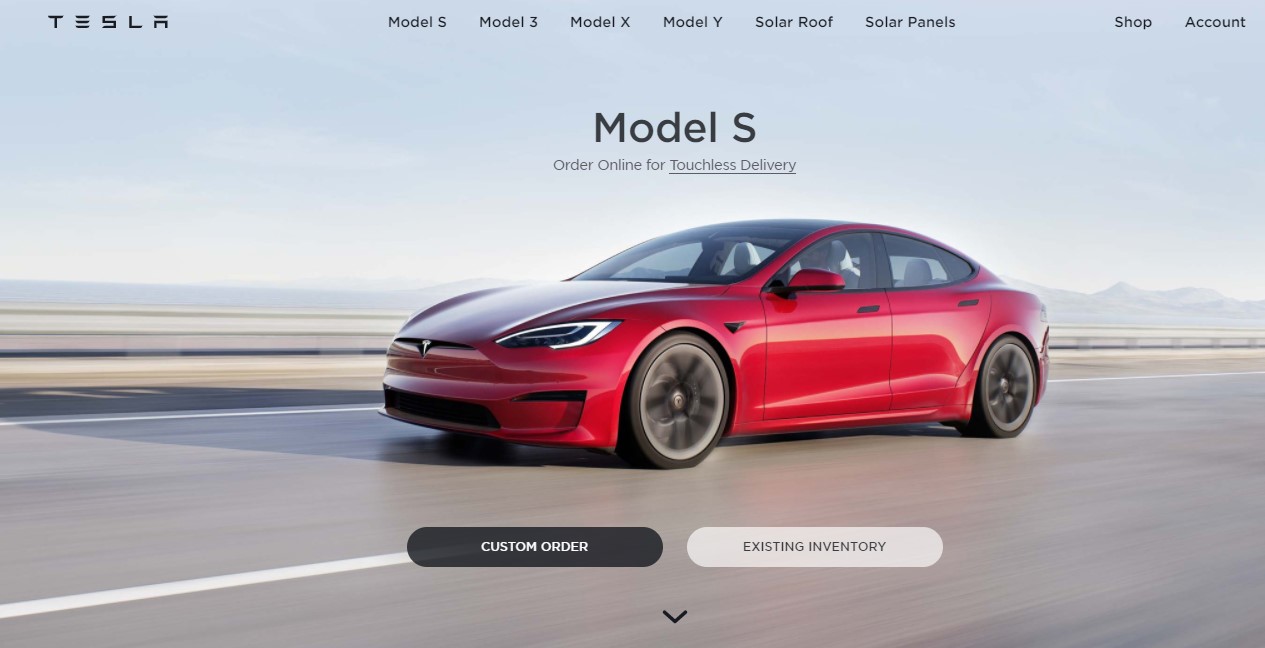 TESLA Model S Model 3 Model X Model Y Solar Roof Solar Panels Shop Account
Model S
Order Online for Touchless Delivery
CUSTOM ORDER EXISTING INVENTORY